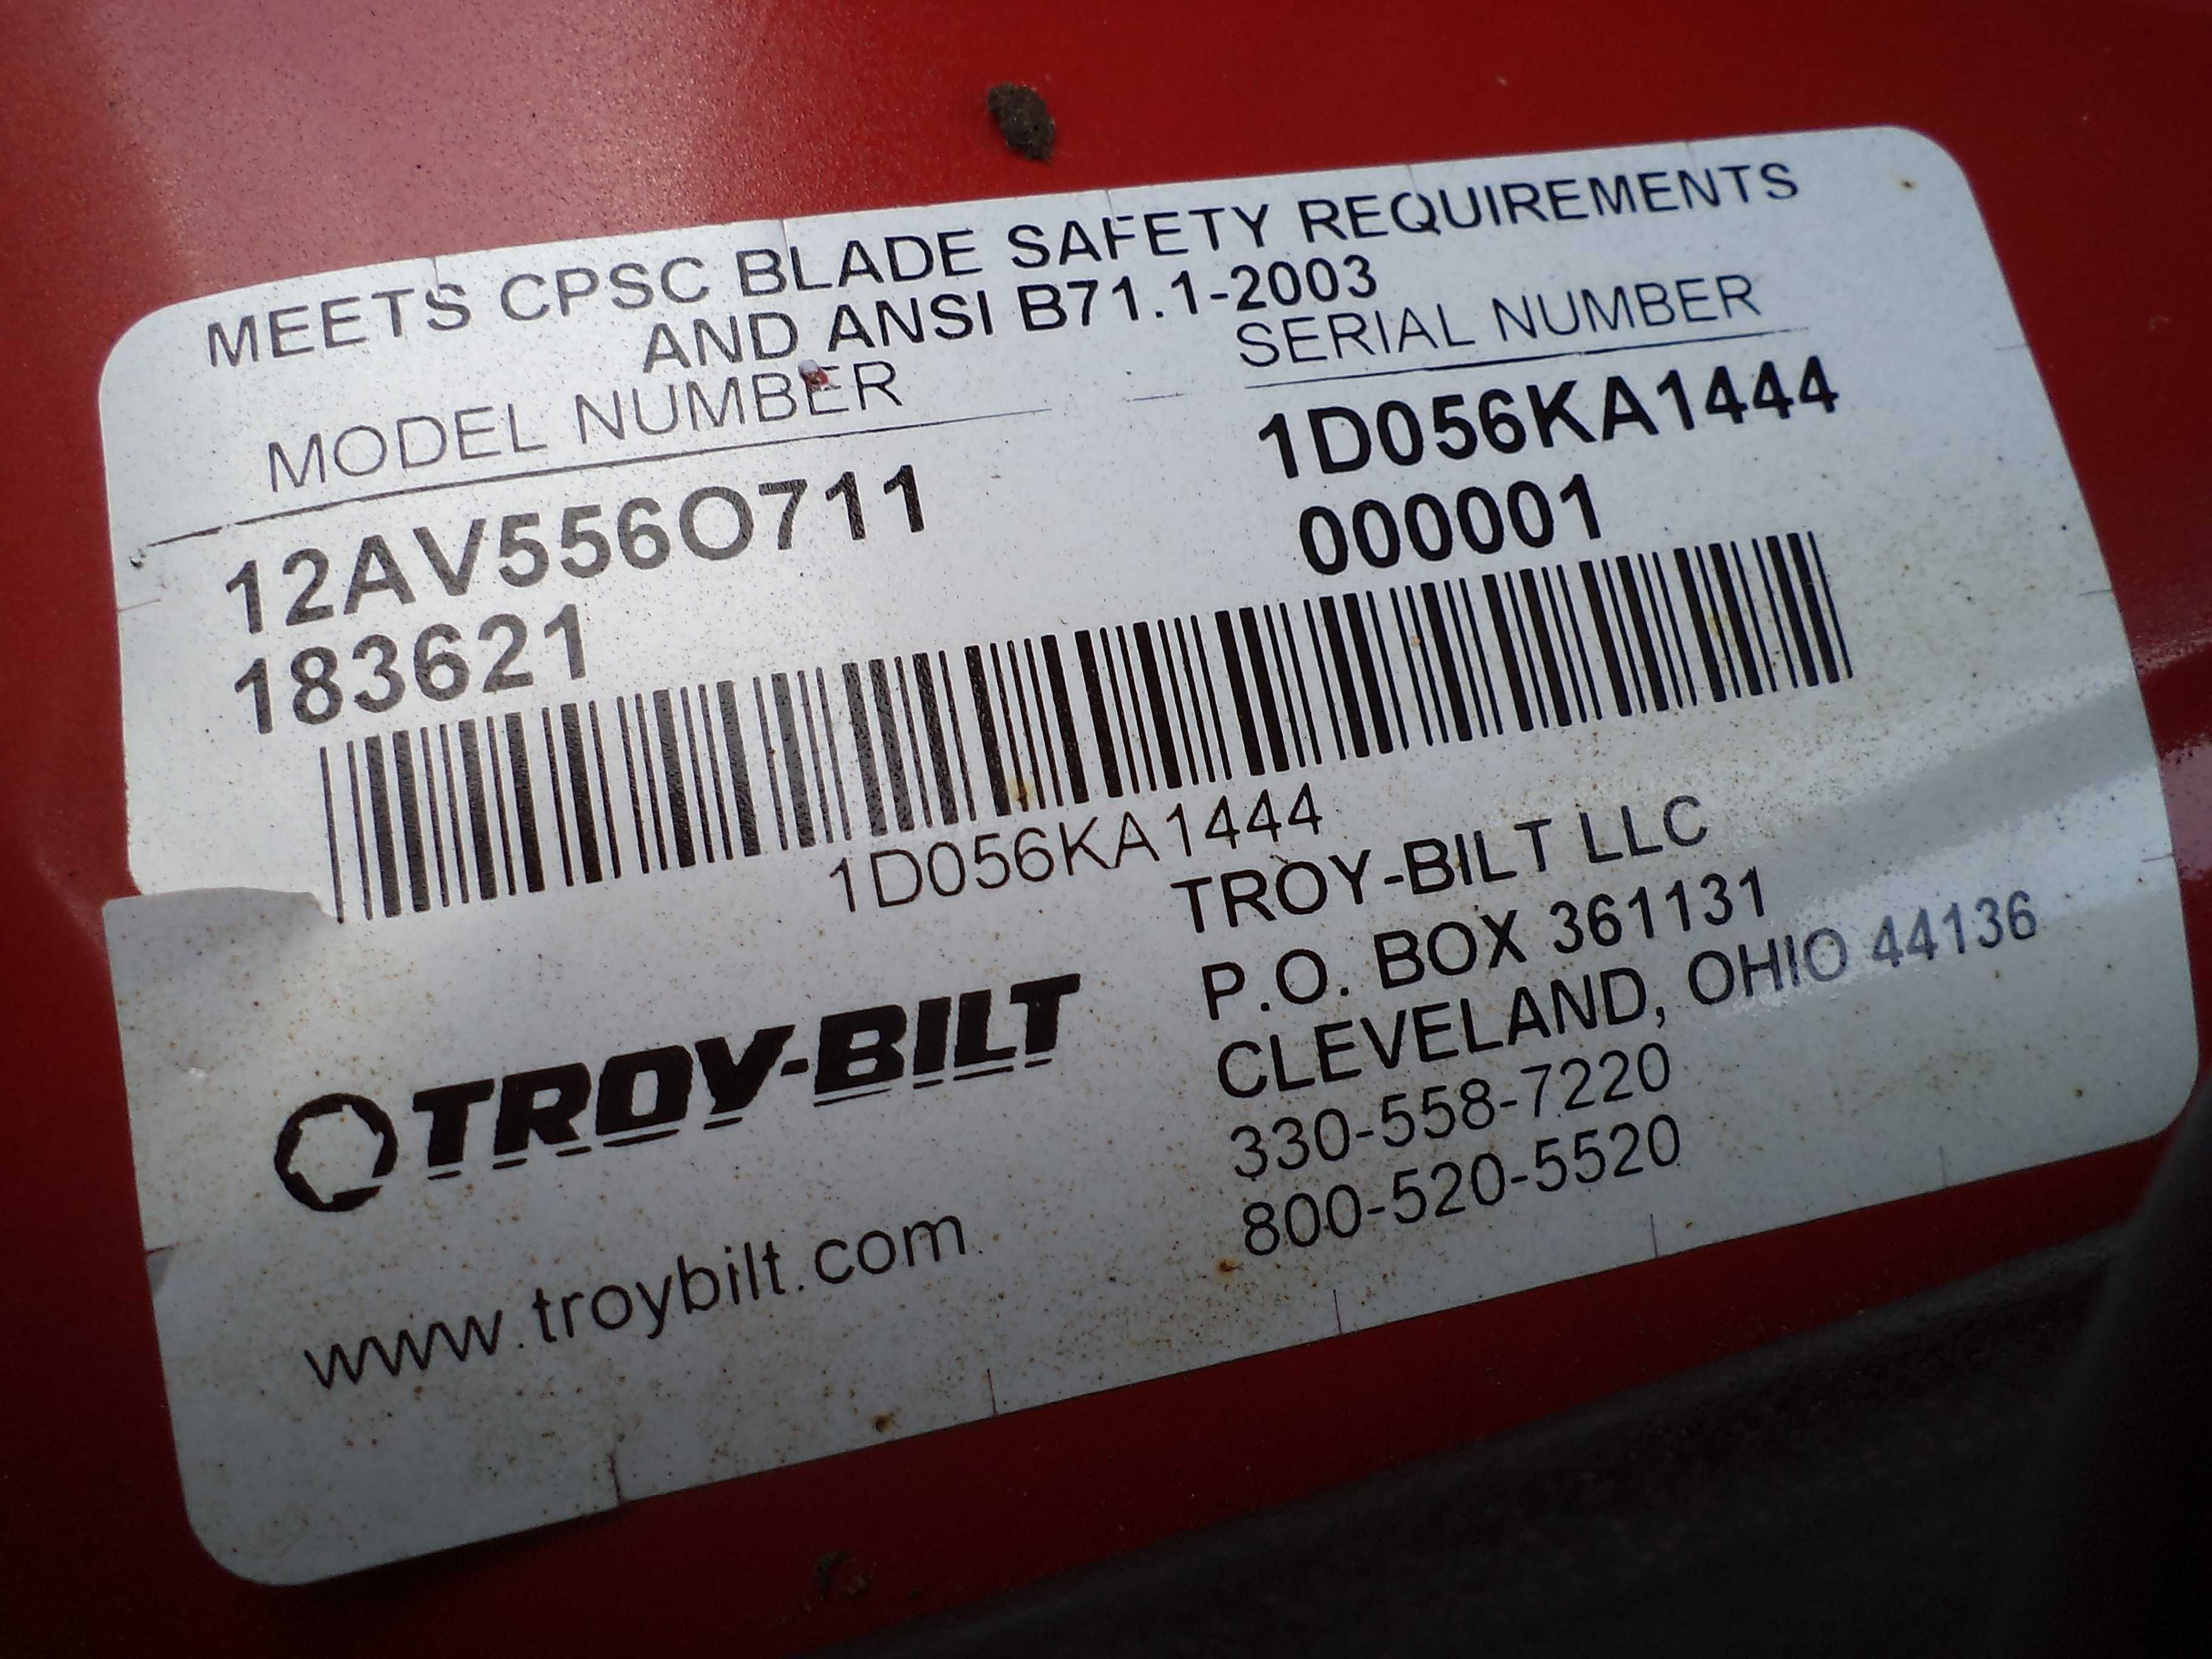 MEETS CPSC BLADE SAFETY REQUIREMENTS
AND ANSI B71.1-2003
MODEL NUMBER
SERIAL NUMBER
12AV556O711
1D056KA1444
183621
000001
1D056KA1444
TROY-BILT
www.troybilt.com
TROY-BILT LLC
P.O. BOX 361131
CLEVELAND, OHIO 44136
330-558-7220
800-520-5520